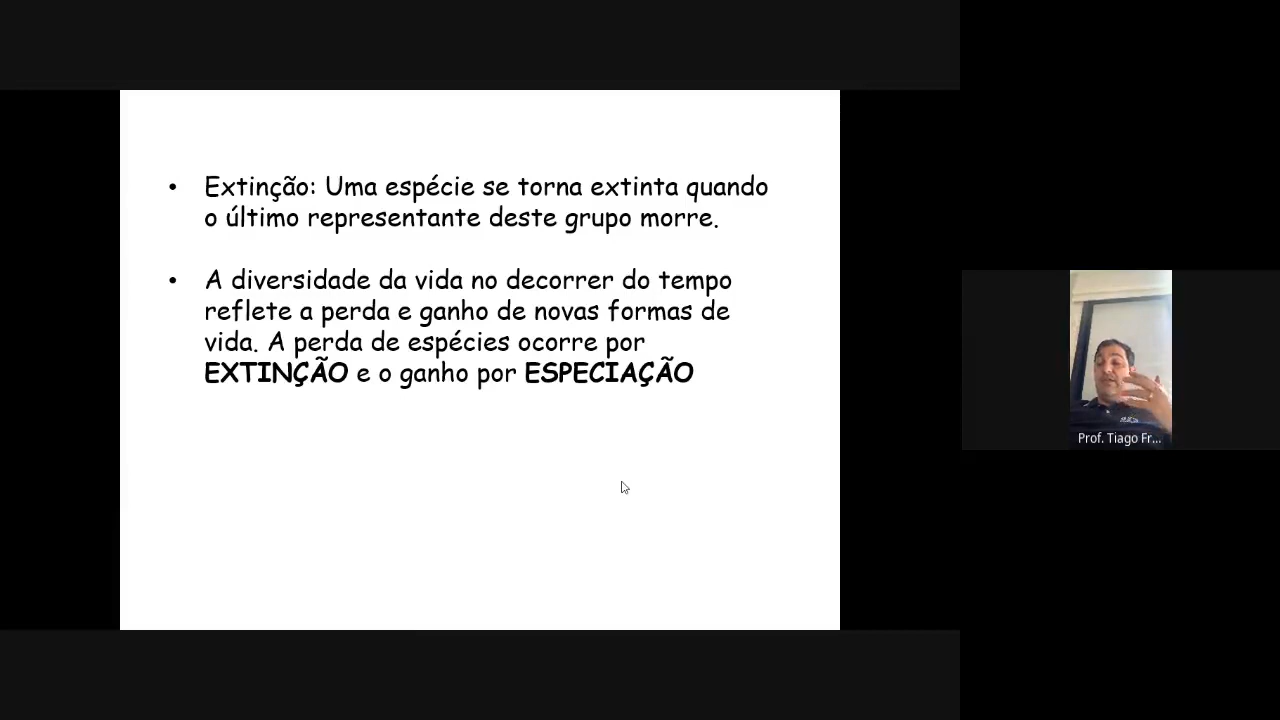 • Extinção: Uma espécie se torna extinta quando
o último representante deste grupo morre.
• A diversidade da vida no decorrer do tempo
reflete a perda e ganho de novas formas de
vida. A perda de espécies ocorre por
EXTINÇÃO e o ganho por ESPECIAÇÃO
Prof. Tiago Fr...